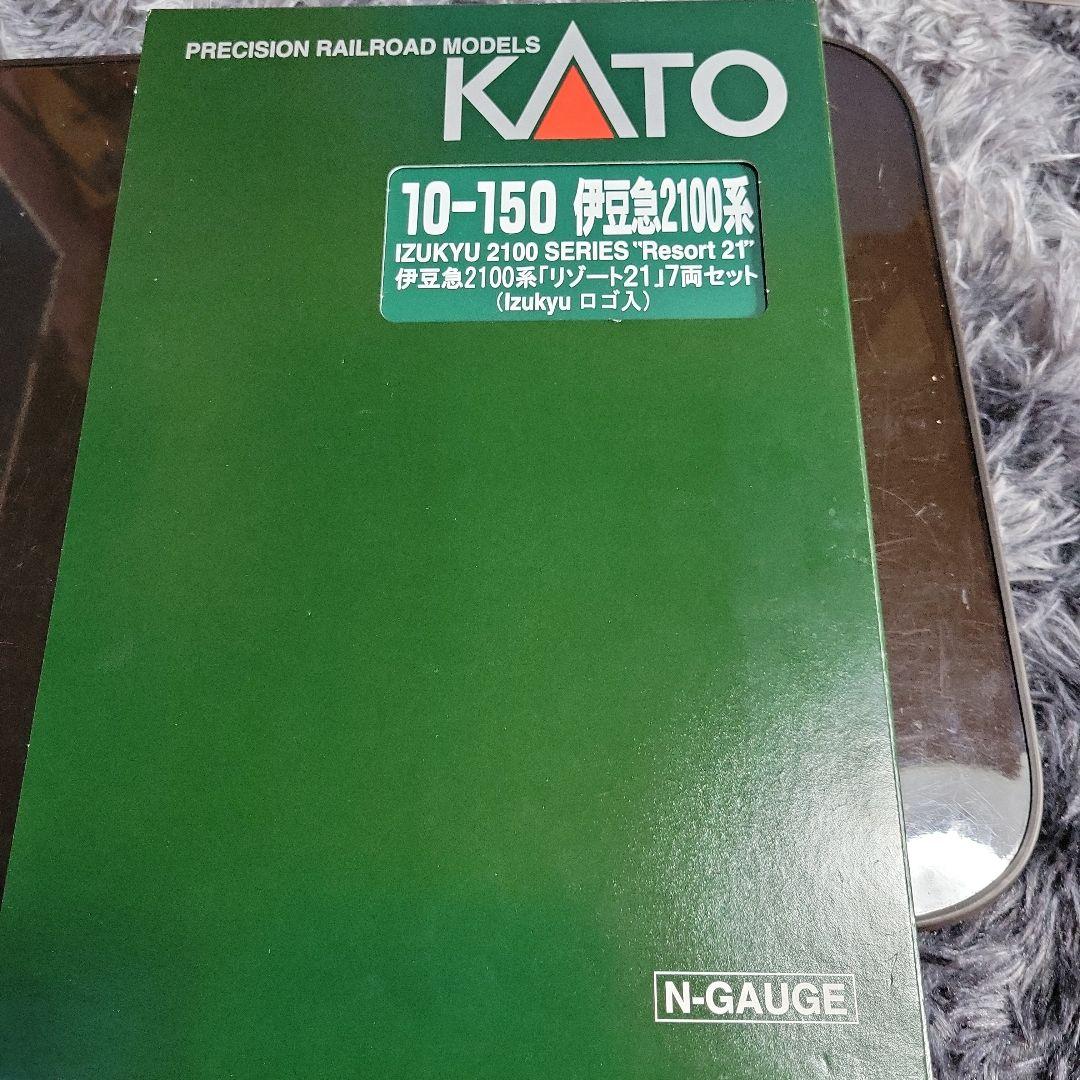 PRECISION RAILROAD MODELS
KATO
10-150 伊豆急2100系
IZUKYU 2100 SERIES "Resort 21"
伊豆急2100系「リゾート21」7両セット
(Izukyu ロゴ入)
N-GAUGE